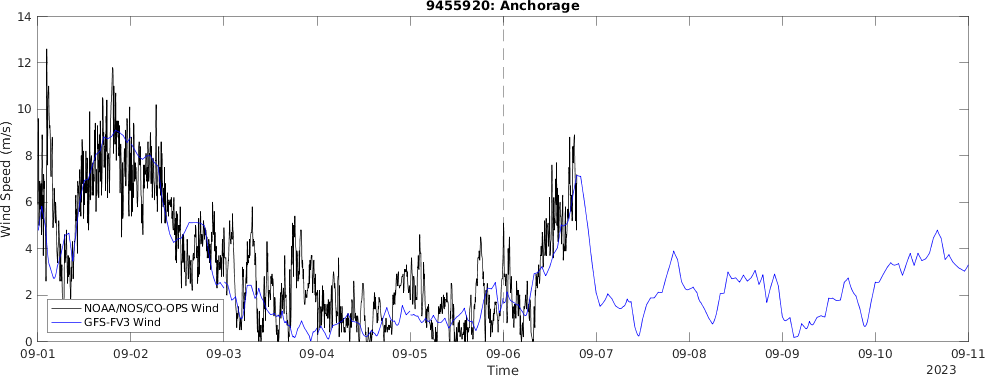 9455920: Anchorage
14
12
10
8
6
4
2
0
Wind Speed (m/s)
NOAA/NOS/CO-OPS Wind
GFS-FV3 Wind
09-01 09-02 09-03 09-04 09-05 09-06 09-07 09-08 09-09 09-10 09-11
Time
2023